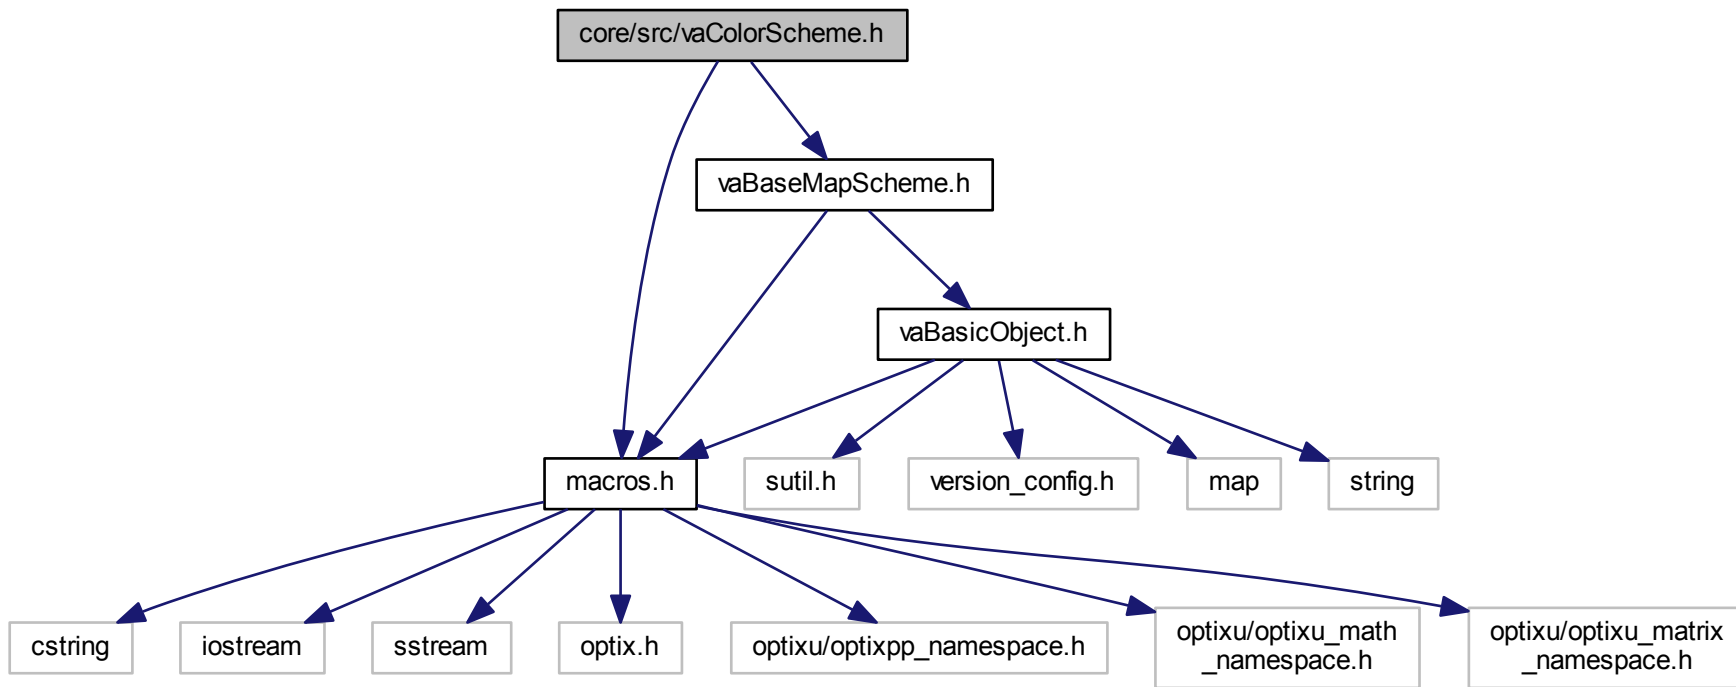 core/src/vaColorScheme.h
vaBaseMapScheme.h
vaBasicObject.h
macros.h
sutil.h
version_config.h
map
string
cstring
iostream
sstream
optix.h
optixu/optixpp_namespace.h
optixu/optixu_math
_namespace.h
optixu/optixu_matrix
_namespace.h